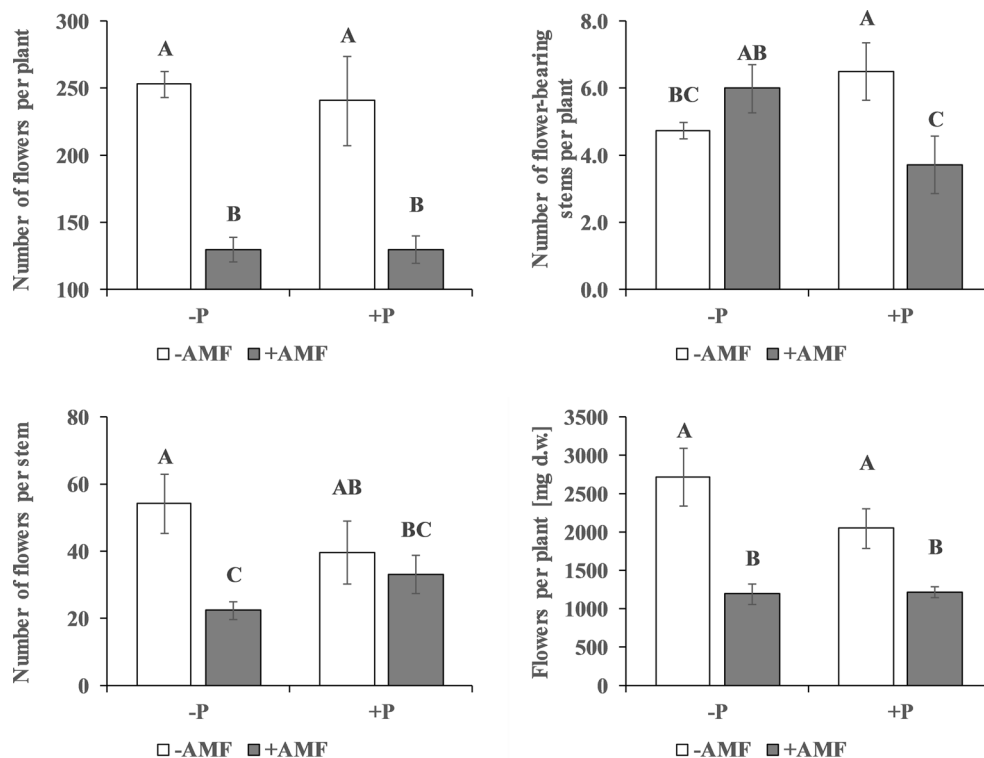 Number of flowers per plant
300
250
200
150
100
A
B
A
B
-P
+P
-AMF
+AMF
Number of flower-bearing
stems per plant
8.0
6.0
4.0
2.0
0.0
BC
AB
A
C
-P
+P
-AMF
+AMF
Number of flowers per stem
80
60
40
20
0
A
C
AB
BC
-P
+P
-AMF
+AMF
Flowers per plant [mg d.w.]
3500
3000
2500
2000
1500
1000
500
0
A
B
A
B
-P
+P
-AMF
+AMF